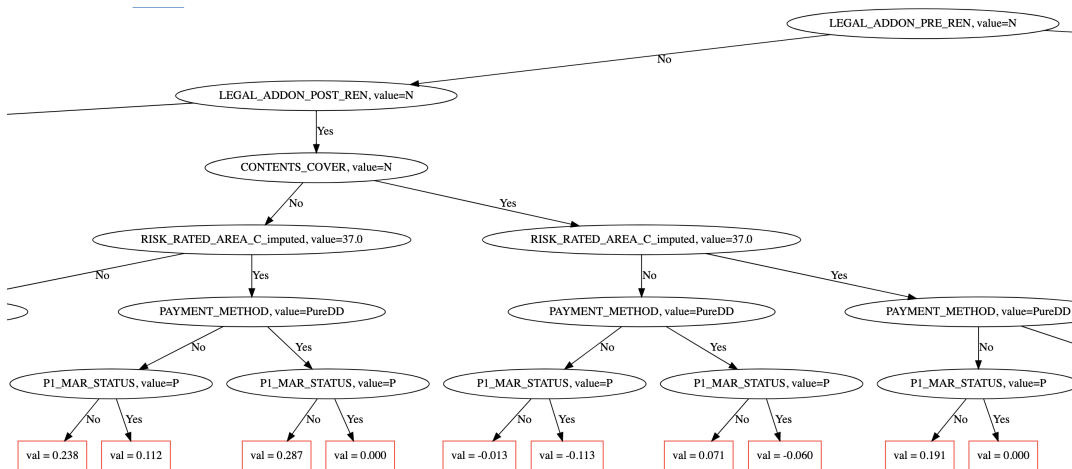 LEGAL_ADDON_PRE_REN, value=N
No
LEGAL_ADDON_POST_REN, value=N
Yes
CONTENTS_COVER, value=N
No
Yes
RISK_RATED_AREA_C_imputed, value=37.0
RISK_RATED_AREA_C_imputed, value=37.0
No
Yes
No
Yes
PAYMENT_METHOD, value=PureDD
PAYMENT_METHOD, value=PureDD
PAYMENT_METHOD, value=PureDD
No
Yes
No
Yes
No
P1_MAR_STATUS, value=P
P1_MAR_STATUS, value=P
P1_MAR_STATUS, value=P
P1_MAR_STATUS, value=P
P1_MAR_STATUS, value=P
No
Yes
No
Yes
No
Yes
No
Yes
No
Yes
val = 0.238
val = 0.112
val = 0.287
val = 0.000
val = -0.013
val = -0.113
val = 0.071
val = -0.060
val = 0.191
val = 0.000